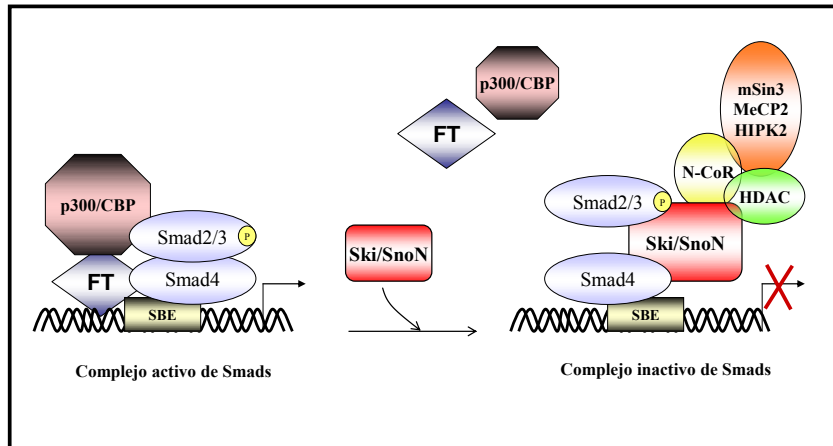 p300/CBP
FT
mSin3
MeCP2
HIPK2
N-CoR
HDAC
p300/CBP
Smad2/3
P
FT
Smad4
SBE
Ski/SnoN
Smad2/3
P
Ski/SnoN
Smad4
SBE
Complejo activo de Smads
Complejo inactivo de Smads